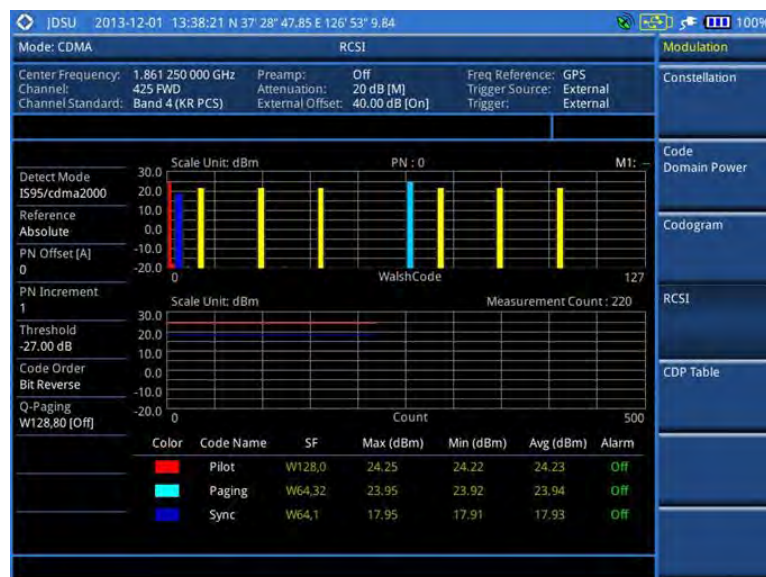 JDSU 2013-12-01 13:38:21 N 37' 28" 47.85 E 126' 53" 9.84 100%
Mode: CDMA RCSI Modulation
Center Frequency: 1.861 250 000 GHz Preamp: Off Freq Reference: GPS
Channel: 425 FWD Attenuation: 20 dB [M] Trigger Source: External
Channel Standard: Band 4 (KR PCS) External Offset: 40.00 dB [On] Trigger: External
Constellation
Code
Domain Power
Codogram
RCSI
CDP Table
Detect Mode
IS95/cdma2000
Reference
Absolute
PN Offset [A]
0
PN Increment
1
Threshold
-27.00 dB
Code Order
Bit Reverse
Q-Paging
W128,80 [Off]
Scale Unit: dBm PN : 0 M1: --
30.0
20.0
10.0
0.0
-10.0
-20.0
0 WalshCode 127
Scale Unit: dBm Measurement Count : 220
30.0
20.0
10.0
0.0
-10.0
-20.0
0 Count 500
Color Code Name SF Max (dBm) Min (dBm) Avg (dBm) Alarm
Pilot W128,0 24.25 24.22 24.23 Off
Paging W64,32 23.95 23.92 23.94 Off
Sync W64,1 17.95 17.91 17.93 Off